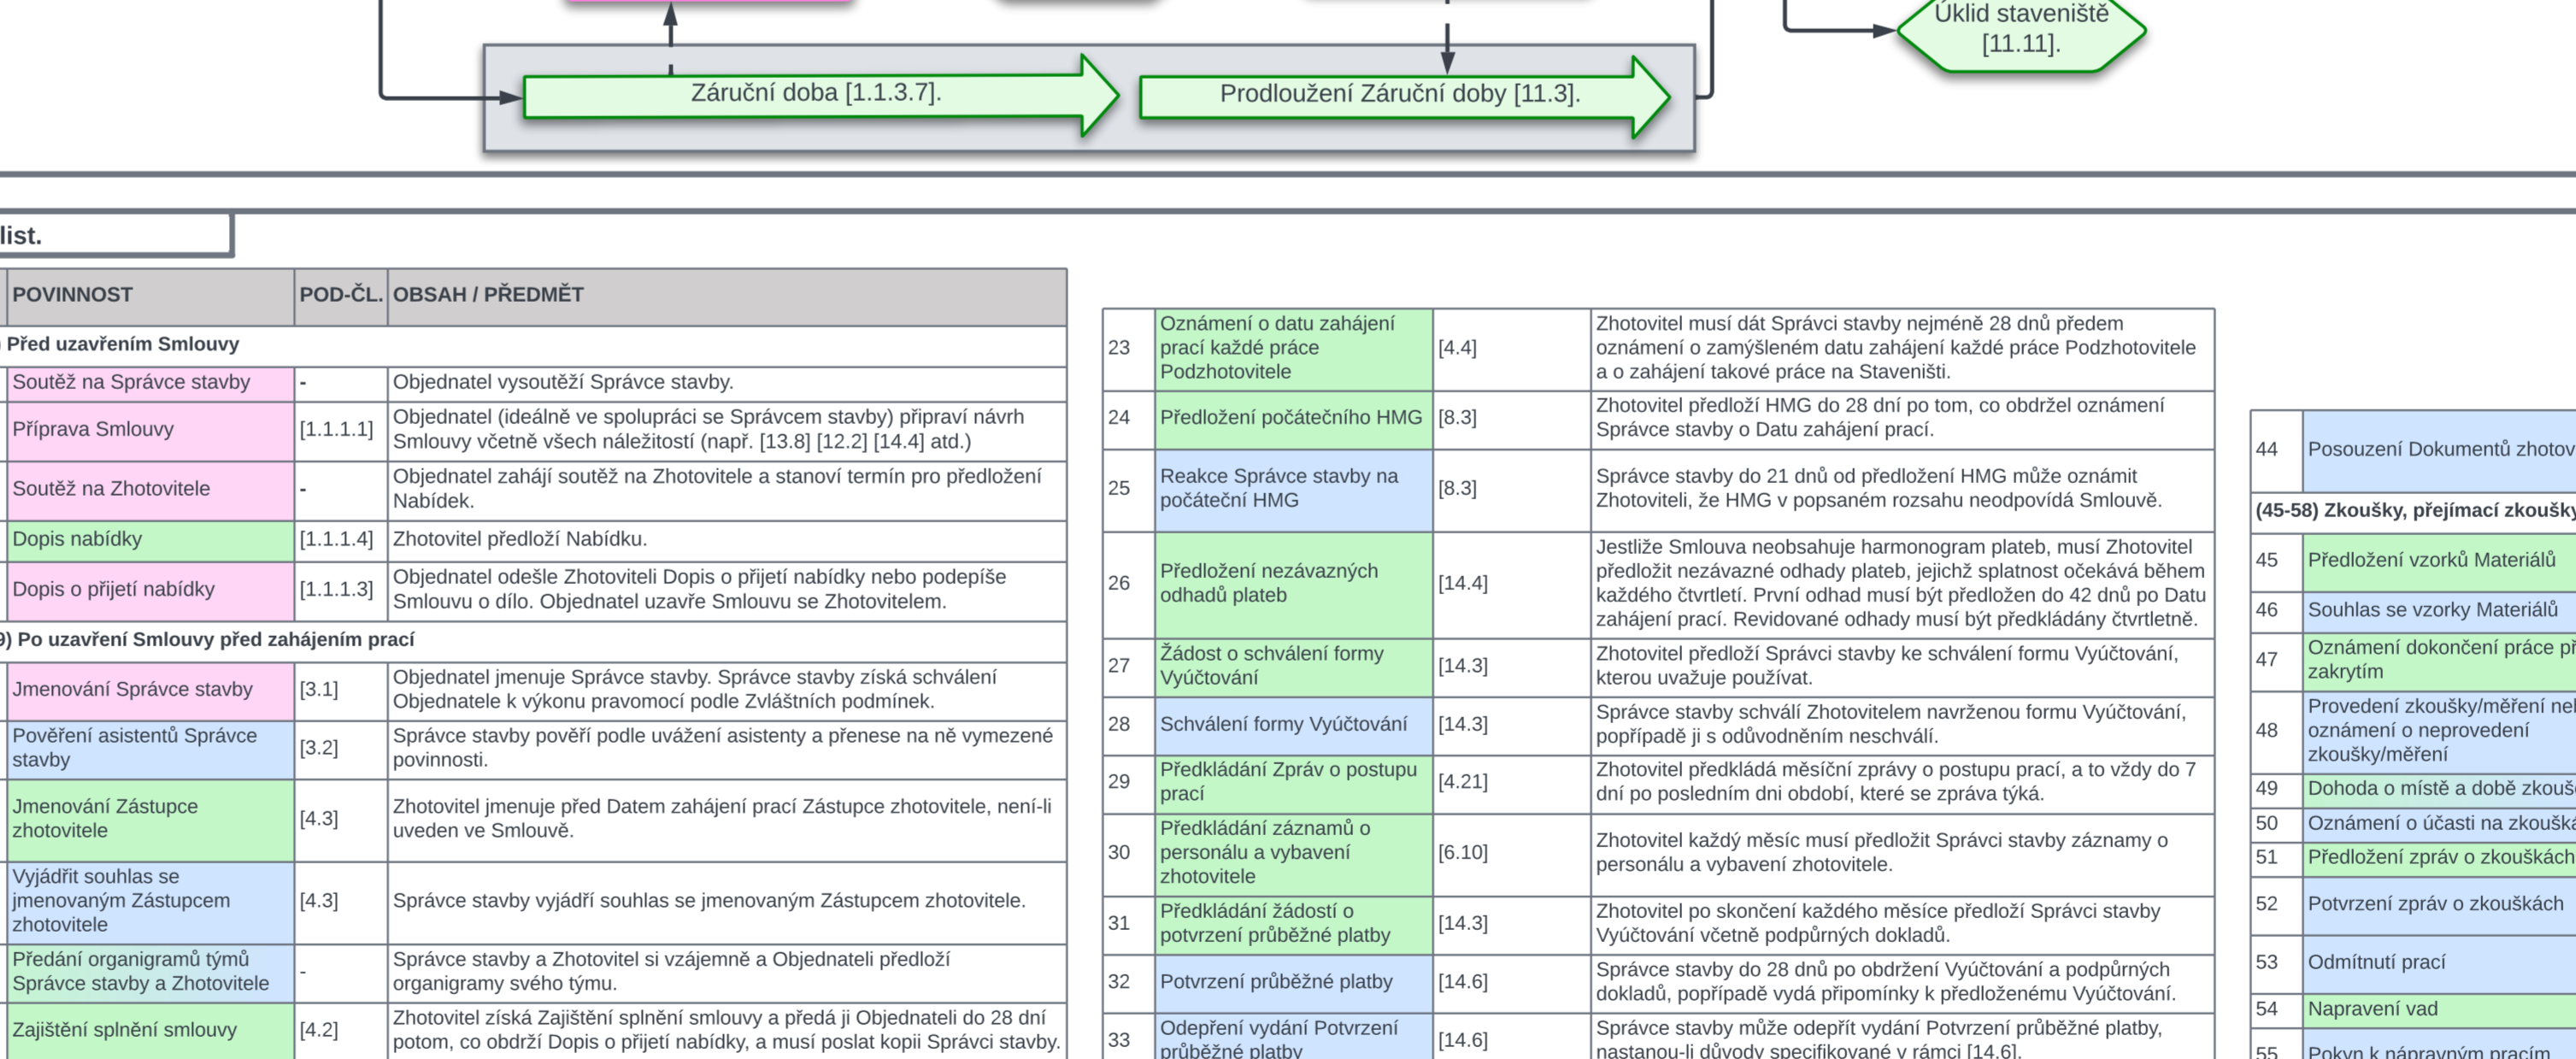 Úklid staveniště
[11.11].
Záruční doba [1.1.3.7].
Prodloužení Záruční doby [11.3].
list.
POVINNOST
POD-ČL.
OBSAH / PŘEDMĚT
Před uzavřením Smlouvy
Soutěž na Správce stavby
-
Objednatel vysoutěží Správce stavby.
Příprava Smlouvy
[1.1.1.1]
Objednatel (ideálně ve spolupráci se Správcem stavby) připraví návrh
Smlouvy včetně všech náležitostí (např. [13.8] [12.2] [14.4] atd.)
Soutěž na Zhotovitele
-
Objednatel zahájí soutěž na Zhotovitele a stanoví termín pro předložení
Nabídek.
Dopis nabídky
[1.1.1.4]
Zhotovitel předloží Nabídku.
Dopis o přijetí nabídky
[1.1.1.3]
Objednatel odešle Zhotoviteli Dopis o přijetí nabídky nebo podepíše
Smlouvu o dílo. Objednatel uzavře Smlouvu se Zhotovitelem.
9) Po uzavření Smlouvy před zahájením prací
Jmenování Správce stavby
[3.1]
Objednatel jmenuje Správce stavby. Správce stavby získá schválení
Objednatele k výkonu pravomocí podle Zvláštních podmínek.
Pověření asistentů Správce
stavby
[3.2]
Správce stavby pověří podle uvážení asistenty a přenese na ně vymezené
povinnosti.
Jmenování Zástupce
zhotovitele
[4.3]
Zhotovitel jmenuje před Datem zahájení prací Zástupce zhotovitele, není-li
uveden ve Smlouvě.
Vyjádřit souhlas se
jmenovaným Zástupcem
zhotovitele
[4.3]
Správce stavby vyjádří souhlas se jmenovaným Zástupcem zhotovitele.
Předání organigramů týmů
Správce stavby a Zhotovitele
-
Správce stavby a Zhotovitel si vzájemně a Objednateli předloží
organigramy svého týmu.
Zajištění splnění smlouvy
[4.2]
Zhotovitel získá Zajištění splnění smlouvy a předá ji Objednateli do 28 dní
potom, co obdrží Dopis o přijetí nabídky, a musí poslat kopii Správci stavby.
23
Oznámení o datu zahájení
prací každé práce
Podzhotovitele
[4.4]
Zhotovitel musí dát Správci stavby nejméně 28 dnů předem
oznámení o zamýšleném datu zahájení každé práce Podzhotovitele
a o zahájení takové práce na Staveništi.
24
Předložení počátečního HMG
[8.3]
Zhotovitel předloží HMG do 28 dní po tom, co obdržel oznámení
Správce stavby o Datu zahájení prací.
25
Reakce Správce stavby na
počáteční HMG
[8.3]
Správce stavby do 21 dnů od předložení HMG může oznámit
Zhotoviteli, že HMG v popsaném rozsahu neodpovídá Smlouvě.
26
Předložení nezávazných
odhadů plateb
[14.4]
Jestliže Smlouva neobsahuje harmonogram plateb, musí Zhotovitel
předložit nezávazné odhady plateb, jejichž splatnost očekává během
každého čtvrtletí. První odhad musí být předložen do 42 dnů po Datu
zahájení prací. Revidované odhady musí být předkládány čtvrtletně.
27
Žádost o schválení formy
Vyúčtování
[14.3]
Zhotovitel předloží Správci stavby ke schválení formu Vyúčtování,
kterou uvažuje používat.
28
Schválení formy Vyúčtování
[14.3]
Správce stavby schválí Zhotovitelem navrženou formu Vyúčtování,
popřípadě ji s odůvodněním neschválí.
29
Předkládání Zpráv o postupu
prací
[4.21]
Zhotovitel předkládá měsíční zprávy o postupu prací, a to vždy do 7
dní po posledním dni období, které se zpráva týká.
30
Předkládání záznamů o
personálu a vybavení
zhotovitele
[6.10]
Zhotovitel každý měsíc musí předložit Správci stavby záznamy o
personálu a vybavení zhotovitele.
31
Předkládání žádostí o
potvrzení průběžné platby
[14.3]
Zhotovitel po skončení každého měsíce předloží Správci stavby
Vyúčtování včetně podpůrných dokladů.
32
Potvrzení průběžné platby
[14.6]
Správce stavby do 28 dnů po obdržení Vyúčtování a podpůrných
dokladů, popřípadě vydá připomínky k předloženému Vyúčtování.
33
Odepření vydání Potvrzení
průběžné platby
[14.6]
Správce stavby může odepřít vydání Potvrzení průběžné platby,
nastanou-li důvody specifikované v rámci [14.6].
44
Posouzení Dokumentů zhotov
(45-58) Zkoušky, přejímací zkoušky
45
Předložení vzorků Materiálů
46
Souhlas se vzorky Materiálů
47
Oznámení dokončení práce př
zakrytím
48
Provedení zkoušky/měření ne
oznámení o neprovedení
zkoušky/měření
49
Dohoda o místě a době zkouš
50
Oznámení o účasti na zkoušká
51
Předložení zpráv o zkouškách
52
Potvrzení zpráv o zkouškách
53
Odmítnutí prací
54
Napravení vad
55
Pokyn k nápravným pracím